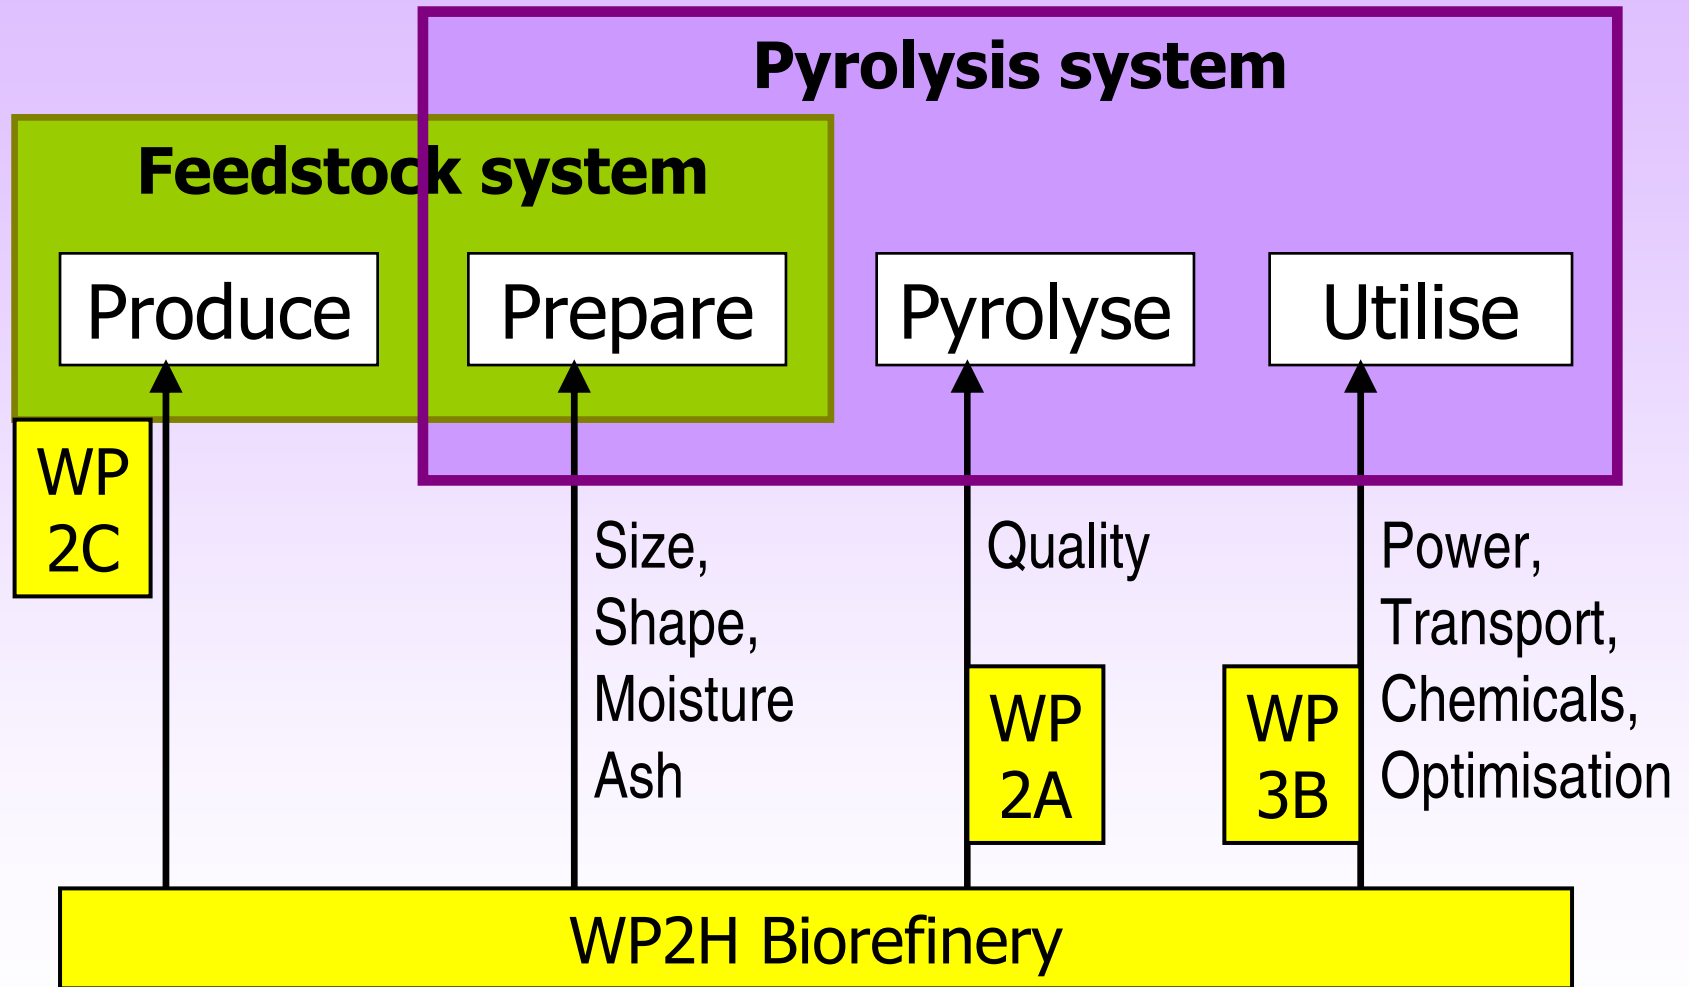 Pyrolysis system
Feedstock system
Produce
Prepare
Pyrolyse
Utilise
WP
2C
Size,
Shape,
Moisture
Ash
Quality
WP
2A
WP
3B
Power,
Transport,
Chemicals,
Optimisation
WP2H Biorefinery